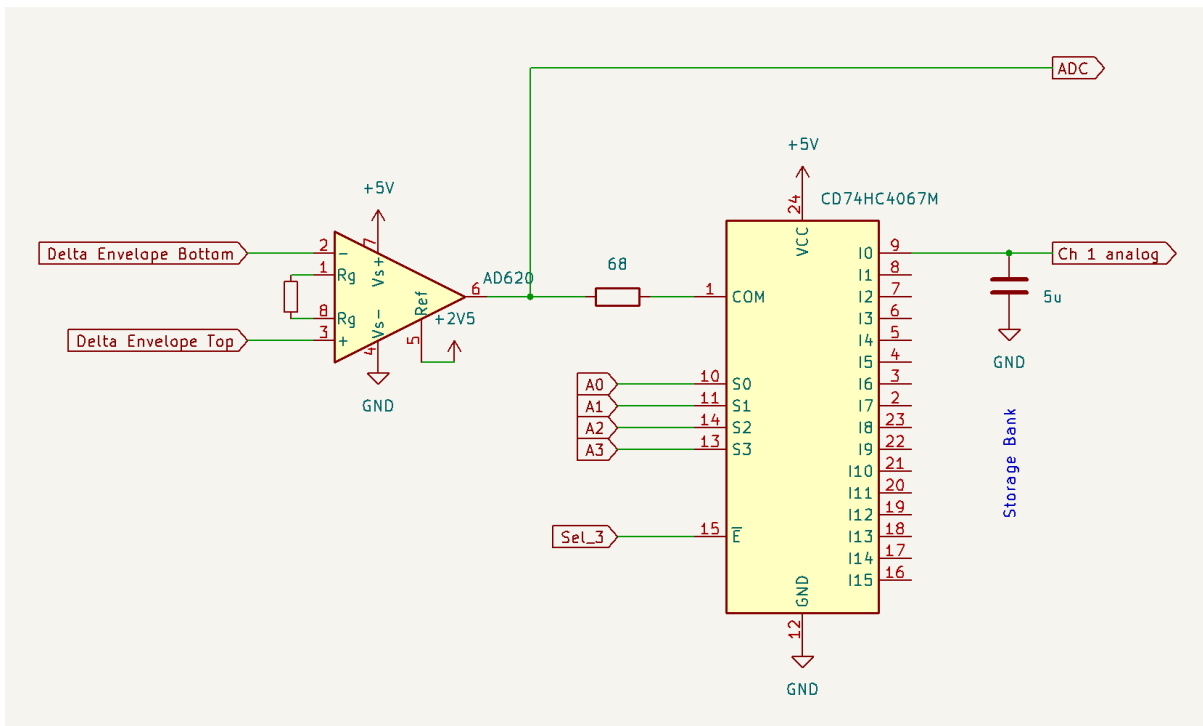 ADC
+5V
CD74HC4067M
24
VCC
+5V
7
Vs+
Delta Envelope Bottom
2
-
1
Rg
AD620
6
Ref
+2V5
5
8
Rg
Vs-
4
Delta Envelope Top
3
+
GND
68
1
COM
I0
9
Ch 1 analog
I1
8
I2
7
5u
I3
6
I4
5
I5
4
GND
A0
10
S0
I6
3
A1
11
S1
I7
2
A2
14
S2
I8
23
A3
13
S3
I9
22
I10
21
I11
20
I12
19
Sel_3
15
E
I13
18
I14
17
I15
16
Storage Bank
GND
12
GND